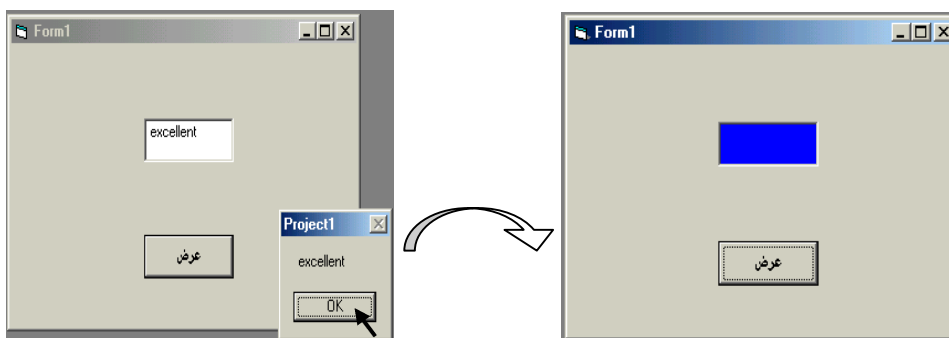 Form1
excellent
عرض
Project1
excellent
OK
Form1
عرض